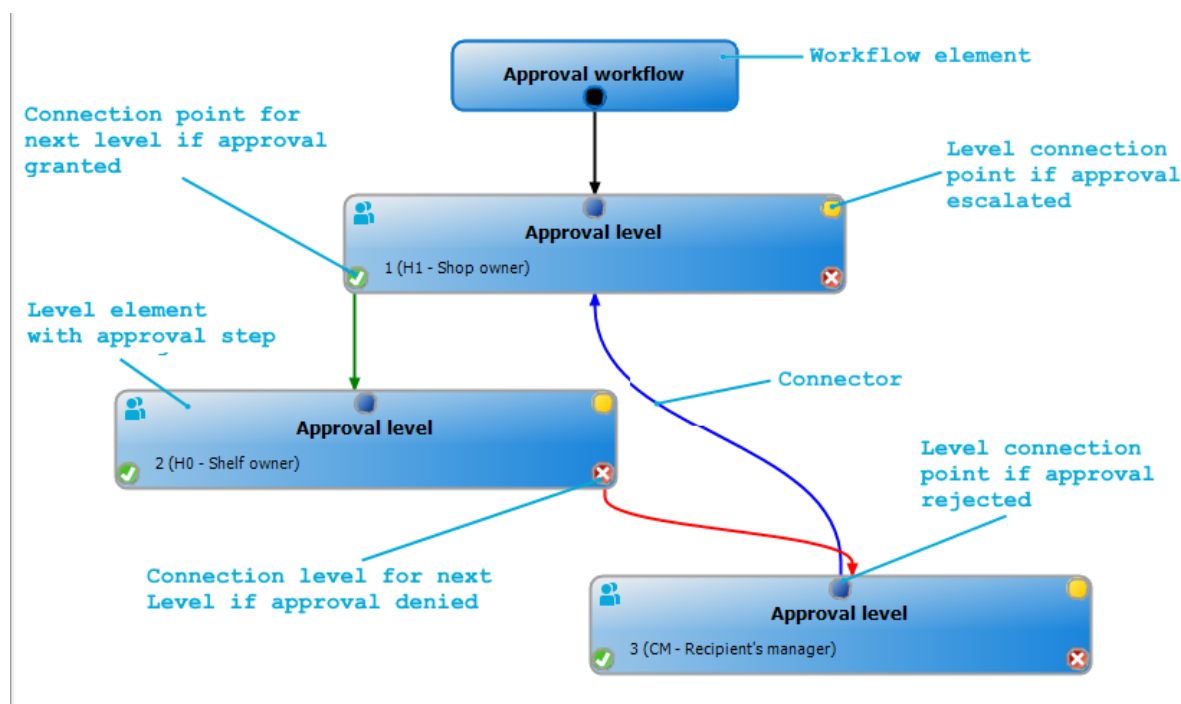 Approval workflow
Workflow element
Connection point for
next level if approval
granted
Level connection
point if approval
escalated
Approval level
1 (H1 - Shop owner)
Level element
with approval step
Connector
Approval level
2 (H0 - Shelf owner)
Level connection
point if approval
rejected
Connection level for next
Level if approval denied
Approval level
3 (CM - Recipient's manager)